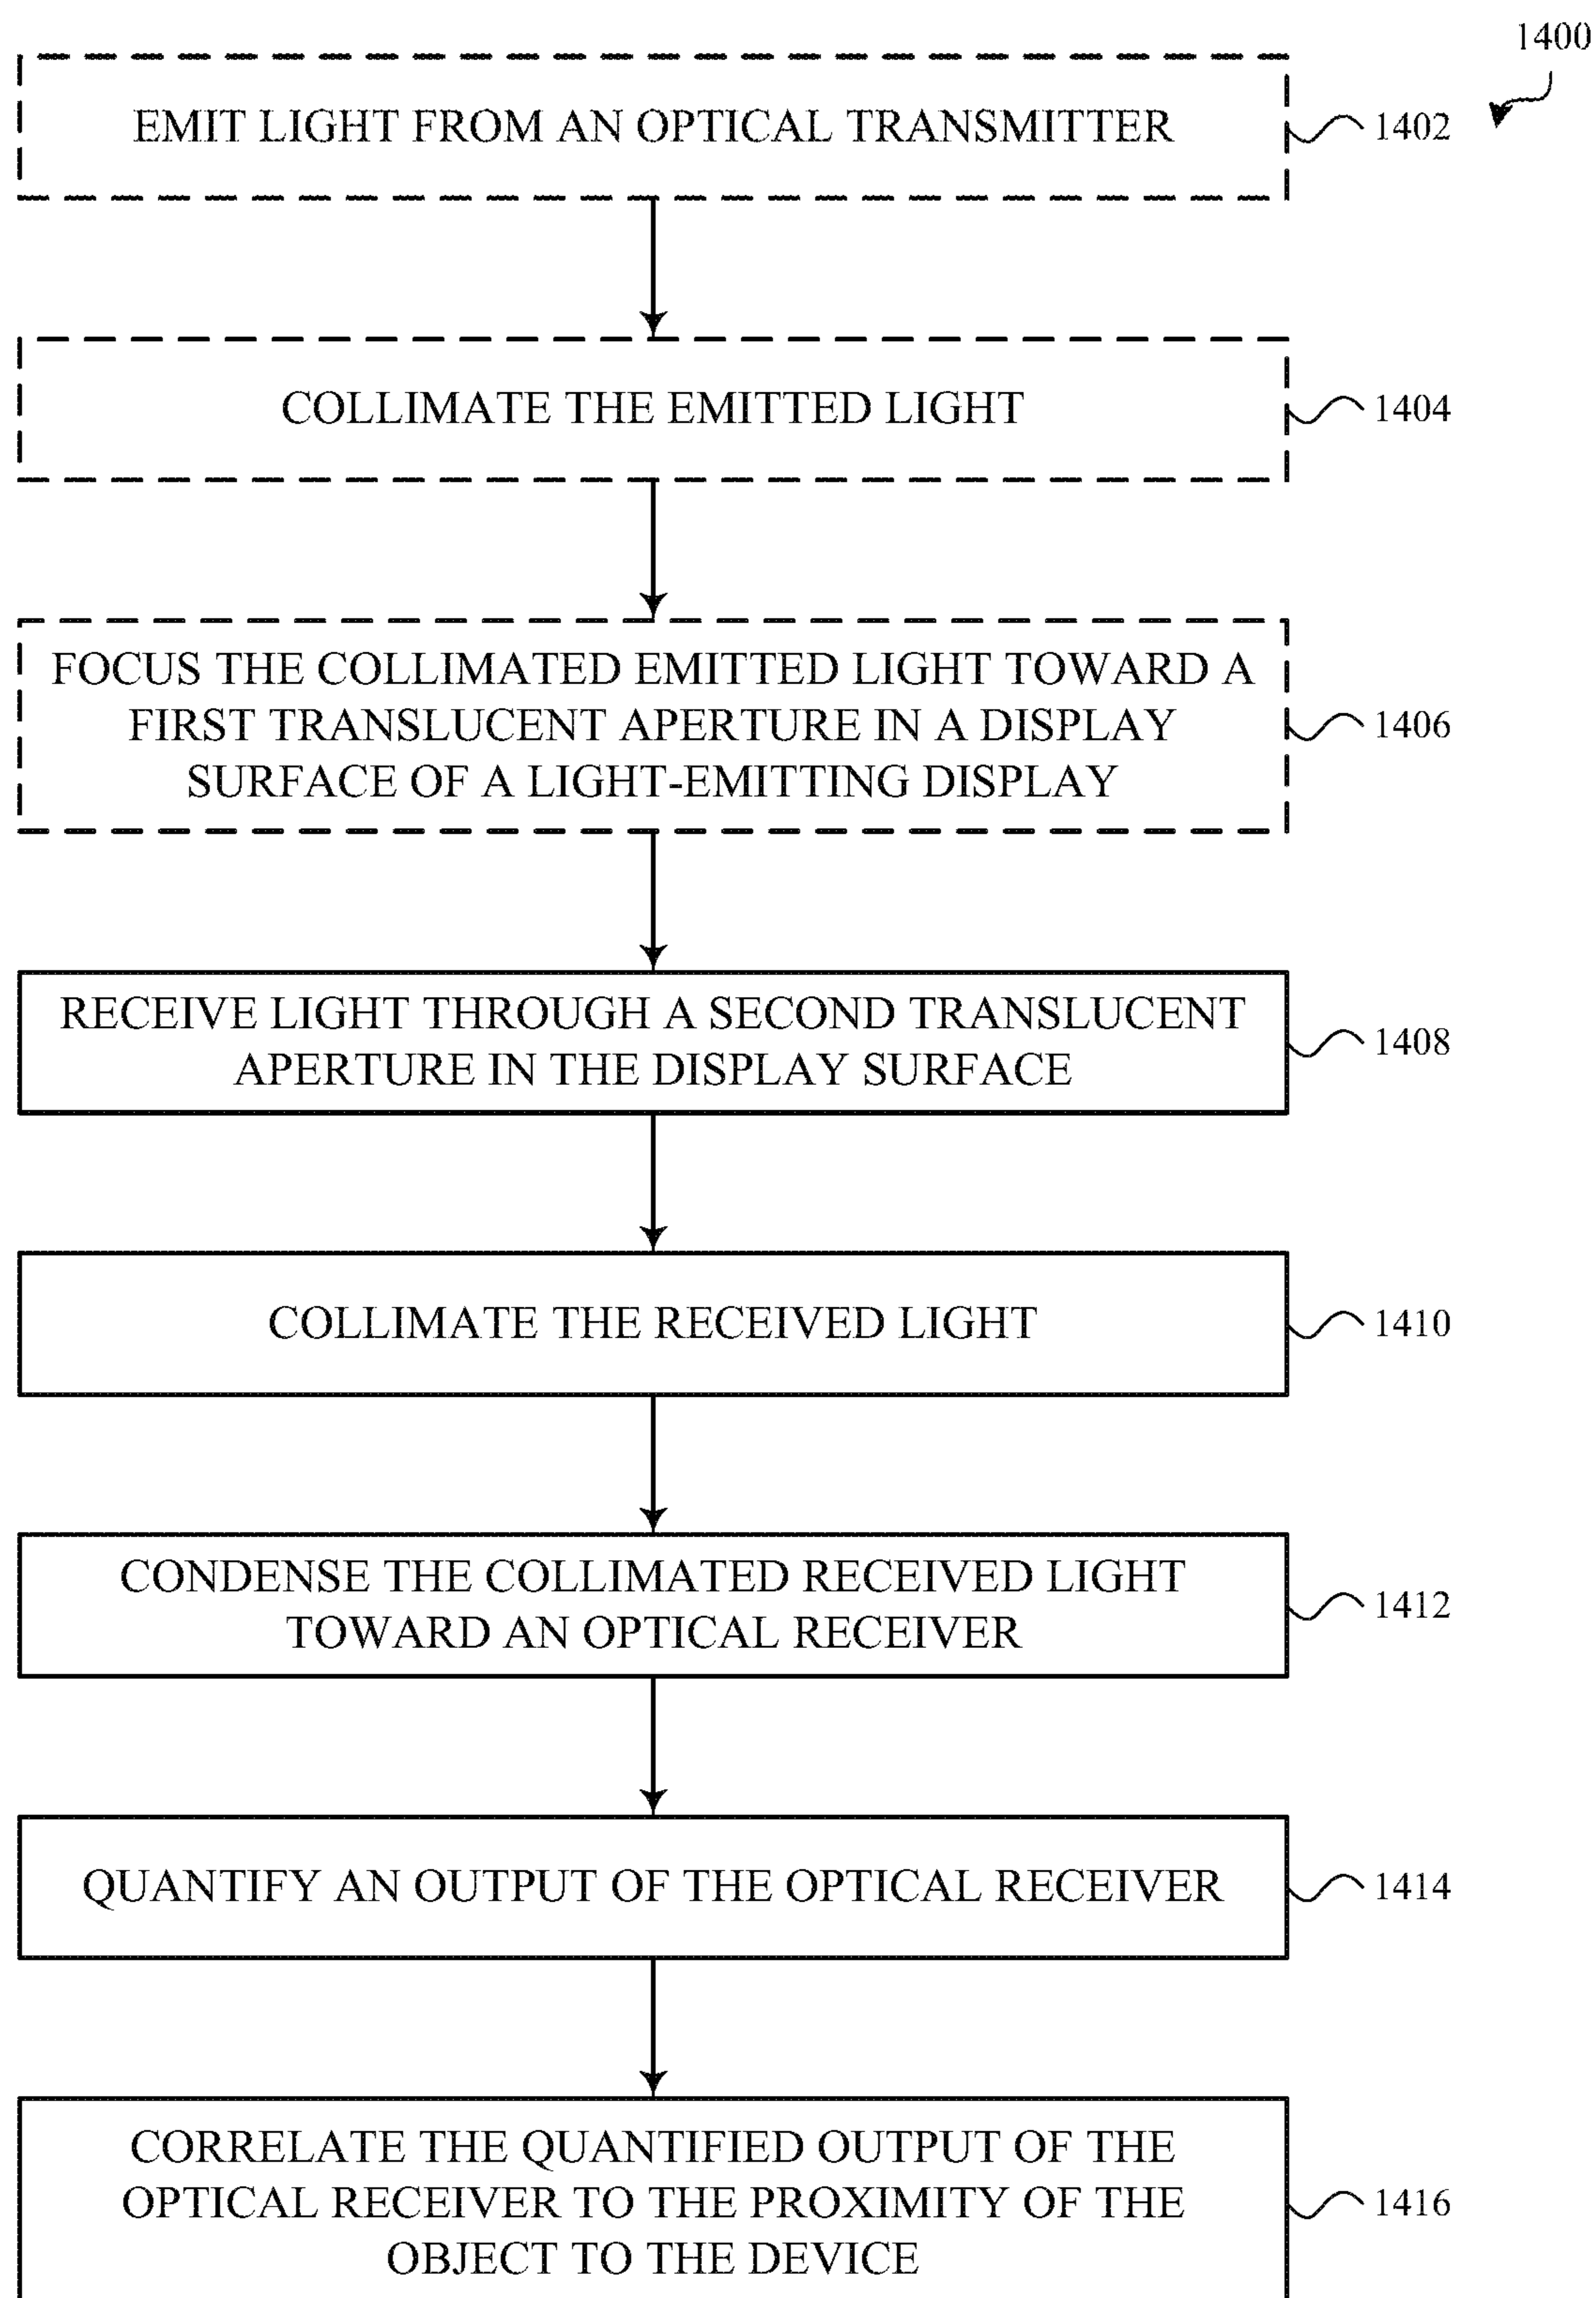 1400
EMIT LIGHT FROM AN OPTICAL TRANSMITTER
1402
COLLIMATE THE EMITTED LIGHT
1404
FOCUS THE COLLIMATED EMITTED LIGHT TOWARD A
FIRST TRANSLUCENT APERTURE IN A DISPLAY
SURFACE OF A LIGHT-EMITTING DISPLAY
1406
RECEIVE LIGHT THROUGH A SECOND TRANSLUCENT
APERTURE IN THE DISPLAY SURFACE
1408
COLLIMATE THE RECEIVED LIGHT
1410
CONDENSE THE COLLIMATED RECEIVED LIGHT
TOWARD AN OPTICAL RECEIVER
1412
QUANTIFY AN OUTPUT OF THE OPTICAL RECEIVER
1414
CORRELATE THE QUANTIFIED OUTPUT OF THE
OPTICAL RECEIVER TO THE PROXIMITY OF THE
OBJECT TO THE DEVICE
1416